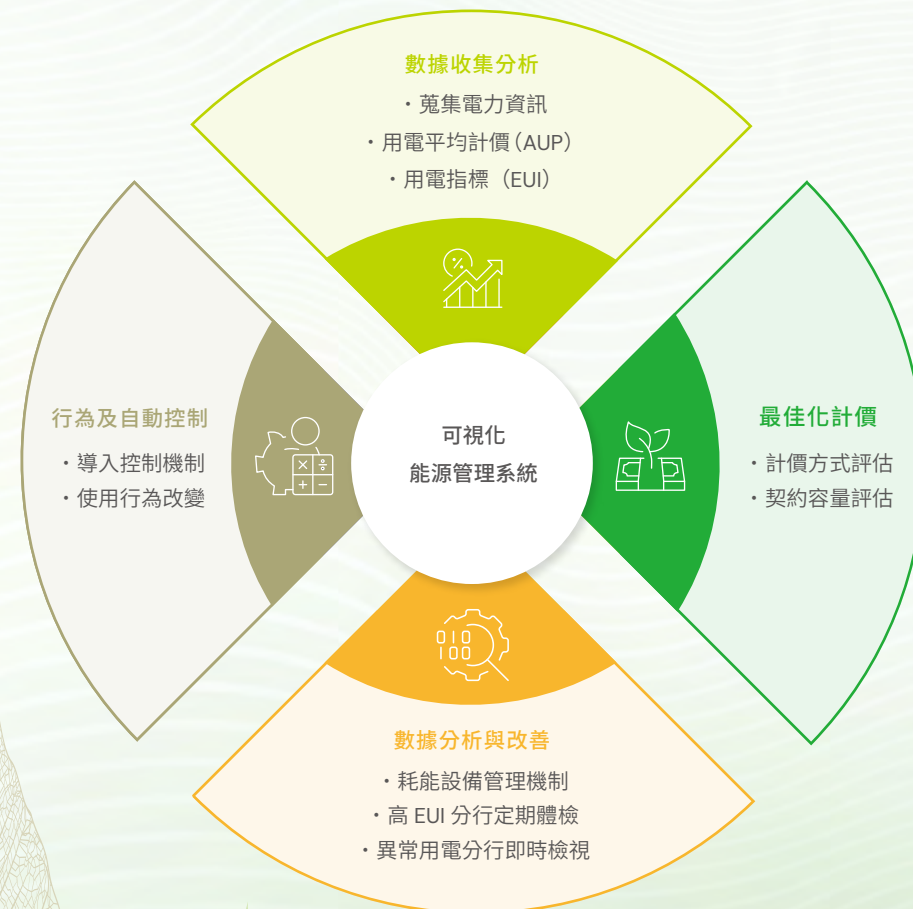 數據收集分析
・蒐集電力資訊
・用電平均計價(AUP)
・用電指標(EUI)
行為及自動控制
・導入控制機制
・使用行為改變
可視化
能源管理系統
最佳化計價
・計價方式評估
・契約容量評估
數據分析與改善
・耗能設備管理機制
・高 EUI 分行定期體檢
・異常用電分行即時檢視